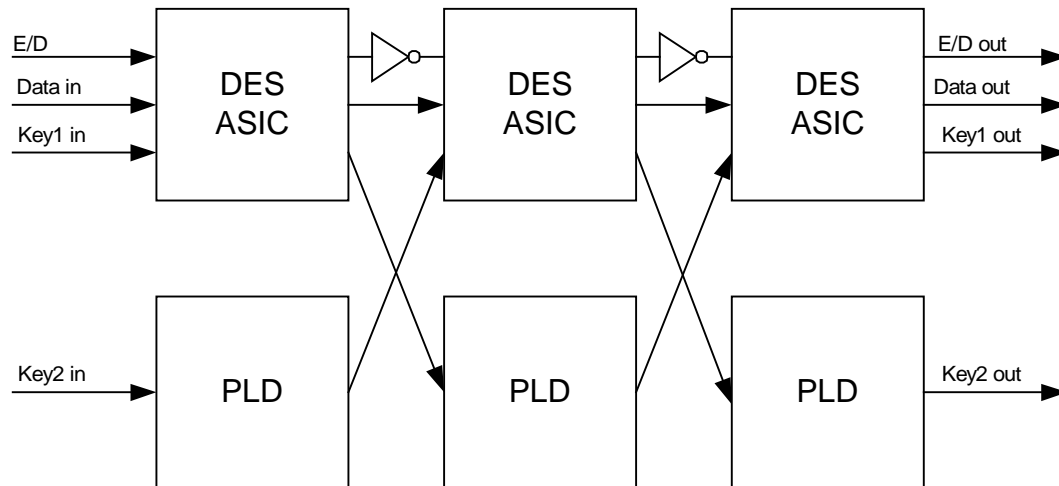 E/D
Data in
Key1 in
DES
ASIC
DES
ASIC
DES
ASIC
E/D out
Data out
Key1 out
Key2 in
PLD
PLD
PLD
Key2 out